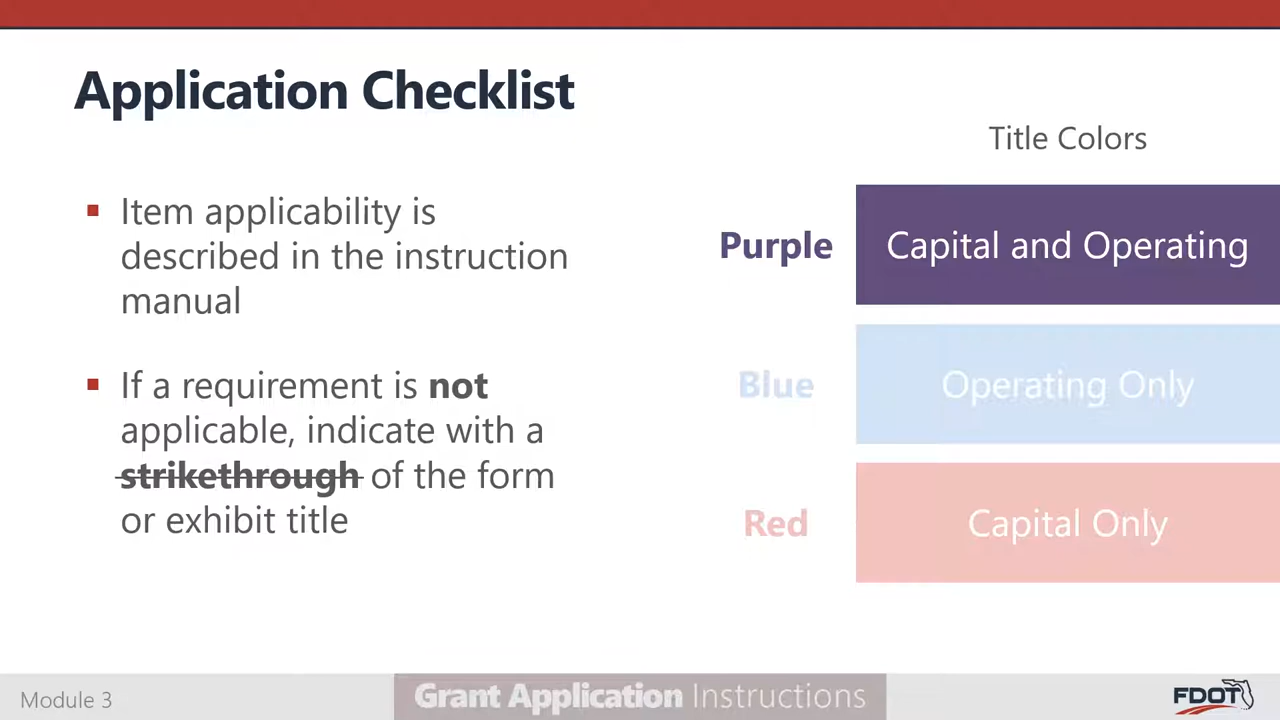 Application Checklist
Title Colors
Item applicability is
described in the instruction
manual
If a requirement is not
applicable, indicate with a
strikethrough of the form
or exhibit title
Purple
Capital and Operating
Blue
Operating Only
Red
Capital Only
Module 3
Grant Application Instructions
FDOT